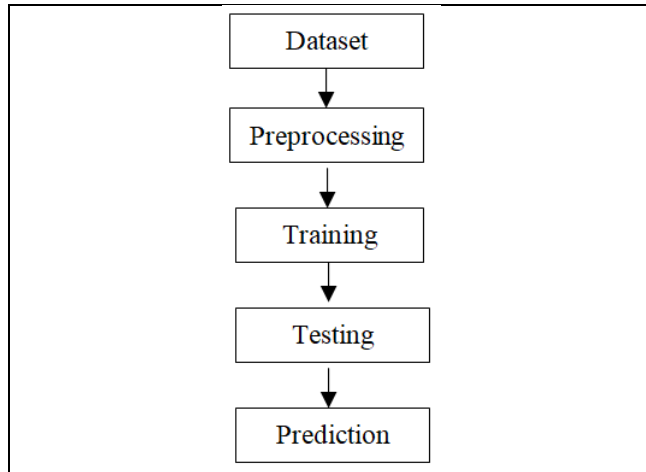 Dataset
Preprocessing
Training
Testing
Prediction